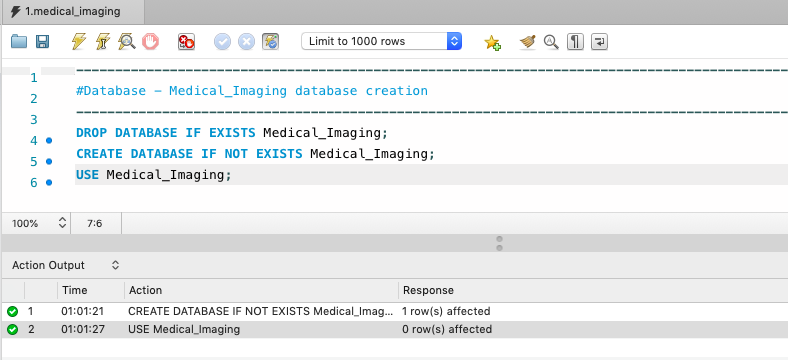 1.medical_imaging
Limit to 1000 rows
1 --------------------------------------------------------------------------------
2 #Database - Medical_Imaging database creation
3 --------------------------------------------------------------------------------
4 DROP DATABASE IF EXISTS Medical_Imaging;
5 CREATE DATABASE IF NOT EXISTS Medical_Imaging;
6 USE Medical_Imaging;
100% 7:6
Action Output
Time Action Response
1 01:01:21 CREATE DATABASE IF NOT EXISTS Medical_Imag... 1 row(s) affected
2 01:01:27 USE Medical_Imaging 0 row(s) affected